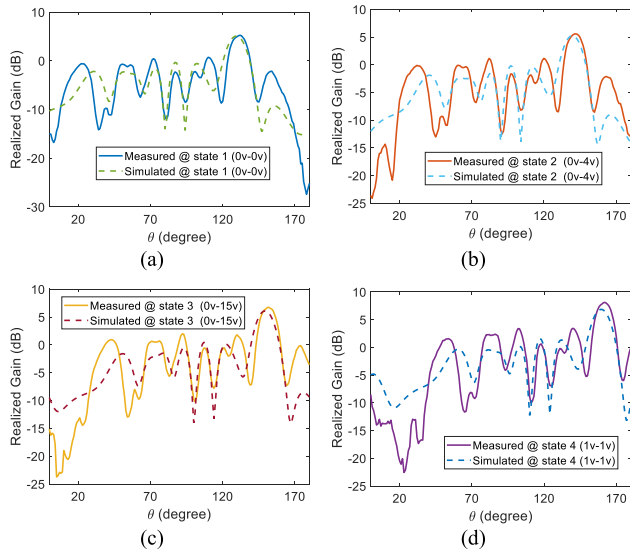 Realized Gain (dB)
10
0
-10
-20
-30
Measured @ state 1 (0v-0v)
Simulated @ state 1 (0v-0v)
20
70
120
170
θ (degree)
(a)
Realized Gain (dB)
10
5
0
-5
-10
-15
-20
-25
Measured @ state 2 (0v-4v)
Simulated @ state 2 (0v-4v)
20
70
120
170
θ (degree)
(b)
Realized Gain (dB)
10
5
0
-5
-10
-15
-20
-25
Measured @ state 3 (0v-15v)
Simulated @ state 3 (0v-15v)
20
70
120
170
θ (degree)
(c)
Realized Gain (dB)
10
5
0
-5
-10
-15
-20
-25
Measured @ state 4 (1v-1v)
Simulated @ state 4 (1v-1v)
20
70
120
170
θ (degree)
(d)